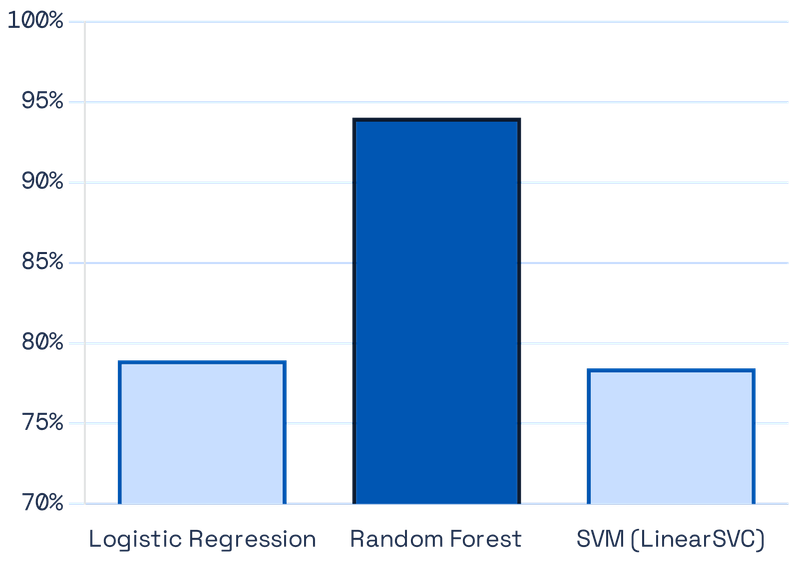 100%
95%
90%
85%
80%
75%
70%
Logistic Regression
Random Forest
SVM (LinearSVC)